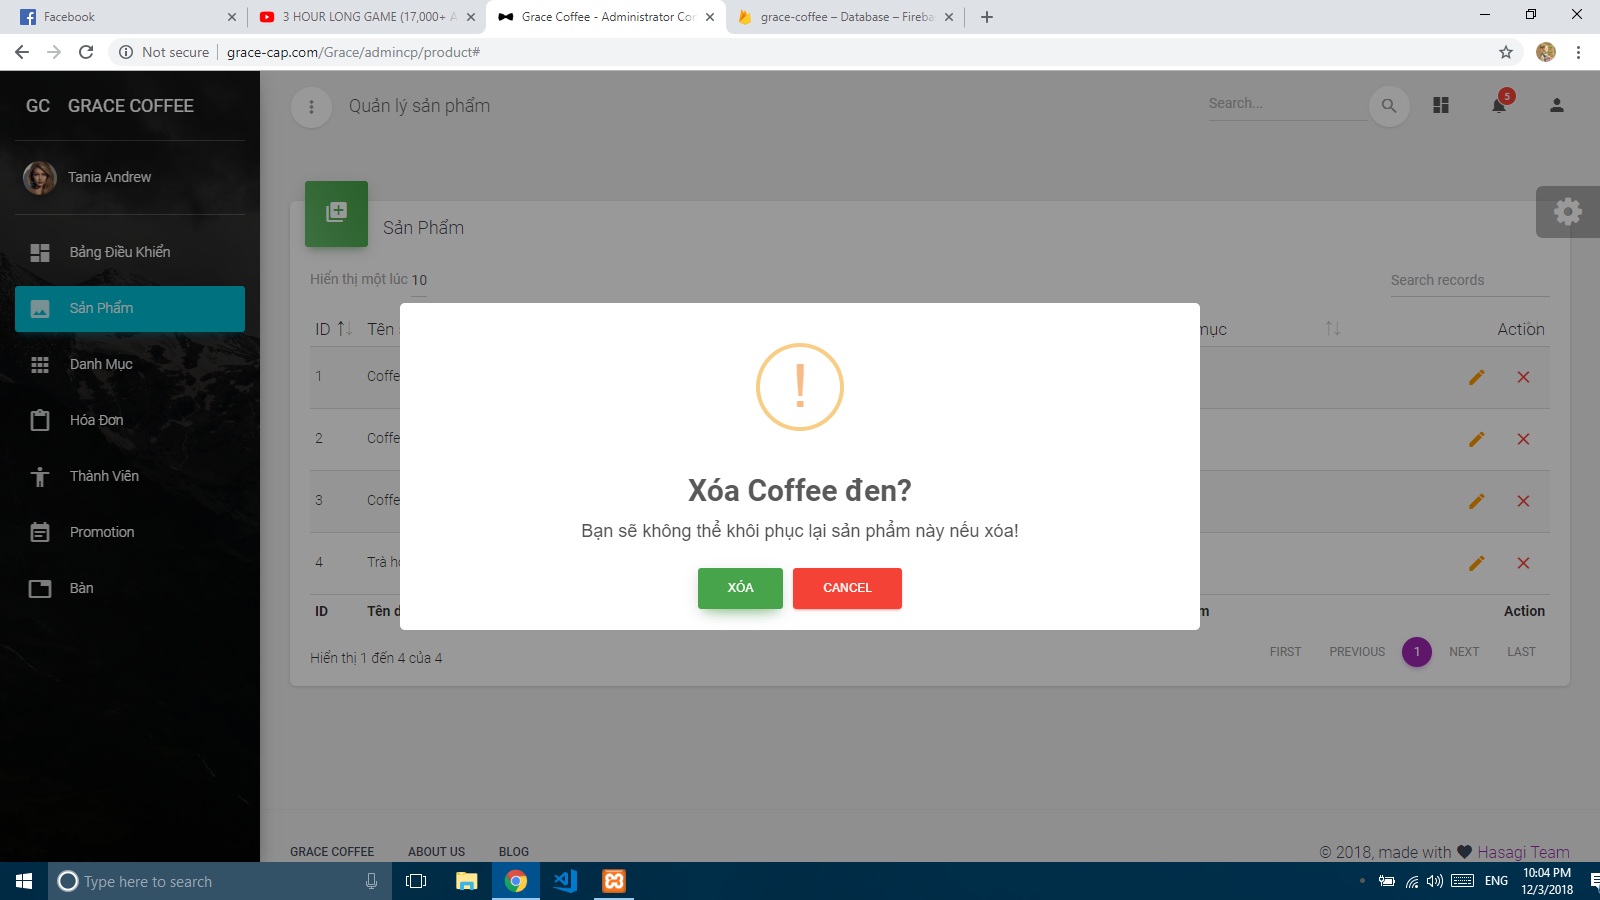 Facebook
3 HOUR LONG GAME (17,000+
Grace Coffee - Administrator
grace-coffee – Database –
Not secure
grace-cap.com/Grace/admincp/product#
GC GRACE COFFEE
Quản lý sản phẩm
Search...
5
Tania Andrew
Sản Phẩm
Bảng Điều Khiển
Sản Phẩm
Danh Mục
Hóa Đơn
Thành Viên
Promotion
Bàn
Hiển thị một lúc 10
Search records
ID Tên Action
1
2
3
4 Trà
ID Tên Action
!
Xóa Coffee đen?
Bạn sẽ không thể khôi phục lại sản phẩm này nếu xóa!
XÓA CANCEL
Hiển thị 1 đến 4 của 4
FIRST PREVIOUS 1 NEXT LAST
GRACE COFFEE ABOUT US BLOG
© 2018, made with Hasagi Team
Type here to search
ENG
10:04 PM
12/3/2018